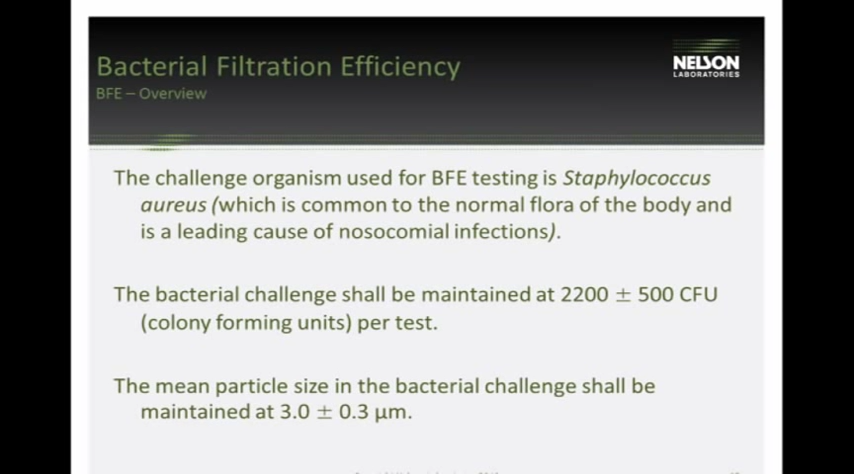 Bacterial Filtration Efficiency
BFE – Overview
NELSON
LABORATORIES
The challenge organism used for BFE testing is Staphylococcus
aureus (which is common to the normal flora of the body and
is a leading cause of nosocomial infections).
The bacterial challenge shall be maintained at 2200 ± 500 CFU
(colony forming units) per test.
The mean particle size in the bacterial challenge shall be
maintained at 3.0 ± 0.3 µm.